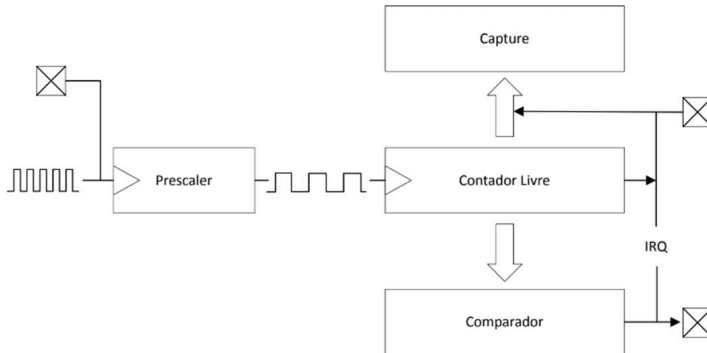 Capture
Prescaler
Contador Livre
IRQ
Comparador